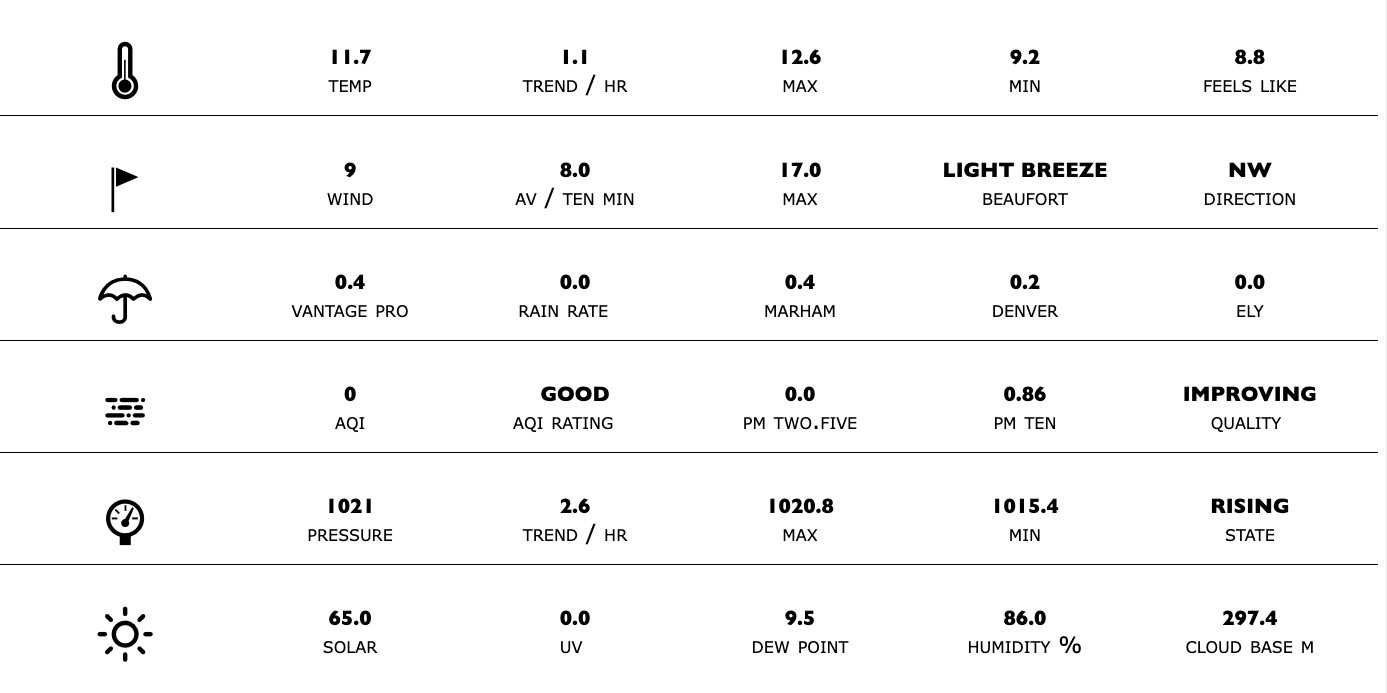 11.7 1.1 12.6 9.2 8.8
TEMP TREND / HR MAX MIN FEELS LIKE
9 8.0 17.0 LIGHT BREEZE NW
WIND AV / TEN MIN MAX BEAUFORT DIRECTION
0.4 0.0 0.4 0.2 0.0
VANTAGE PRO RAIN RATE MARHAM DENVER ELY
0 GOOD 0.0 0.86 IMPROVING
AQI AQI RATING PM TWO.FIVE PM TEN QUALITY
1021 2.6 1020.8 1015.4 RISING
PRESSURE TREND / HR MAX MIN STATE
65.0 0.0 9.5 86.0 297.4
SOLAR UV DEW POINT HUMIDITY % CLOUD BASE M